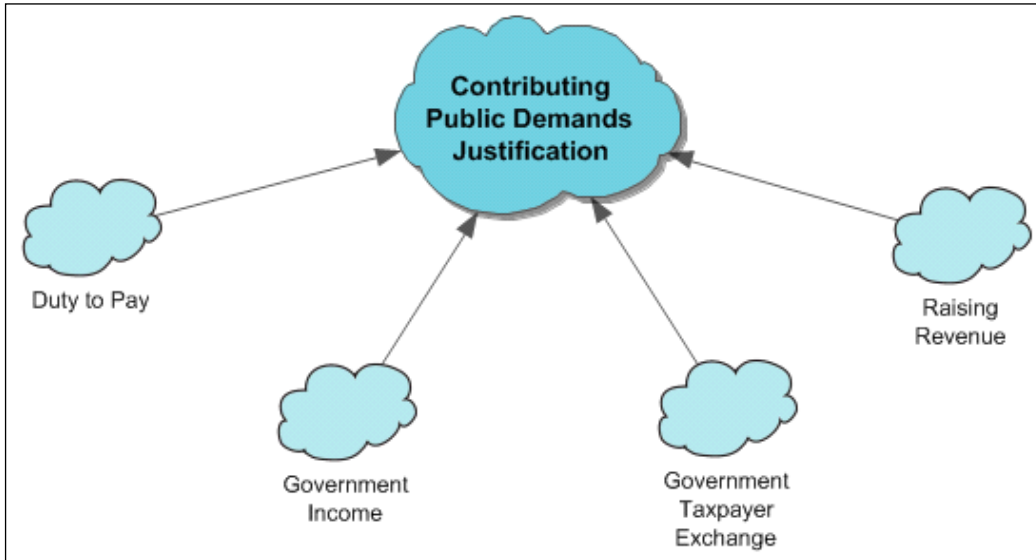 Contributing
Public Demands
Justification
Duty to Pay
Raising
Revenue
Government
Income
Government
Taxpayer
Exchange